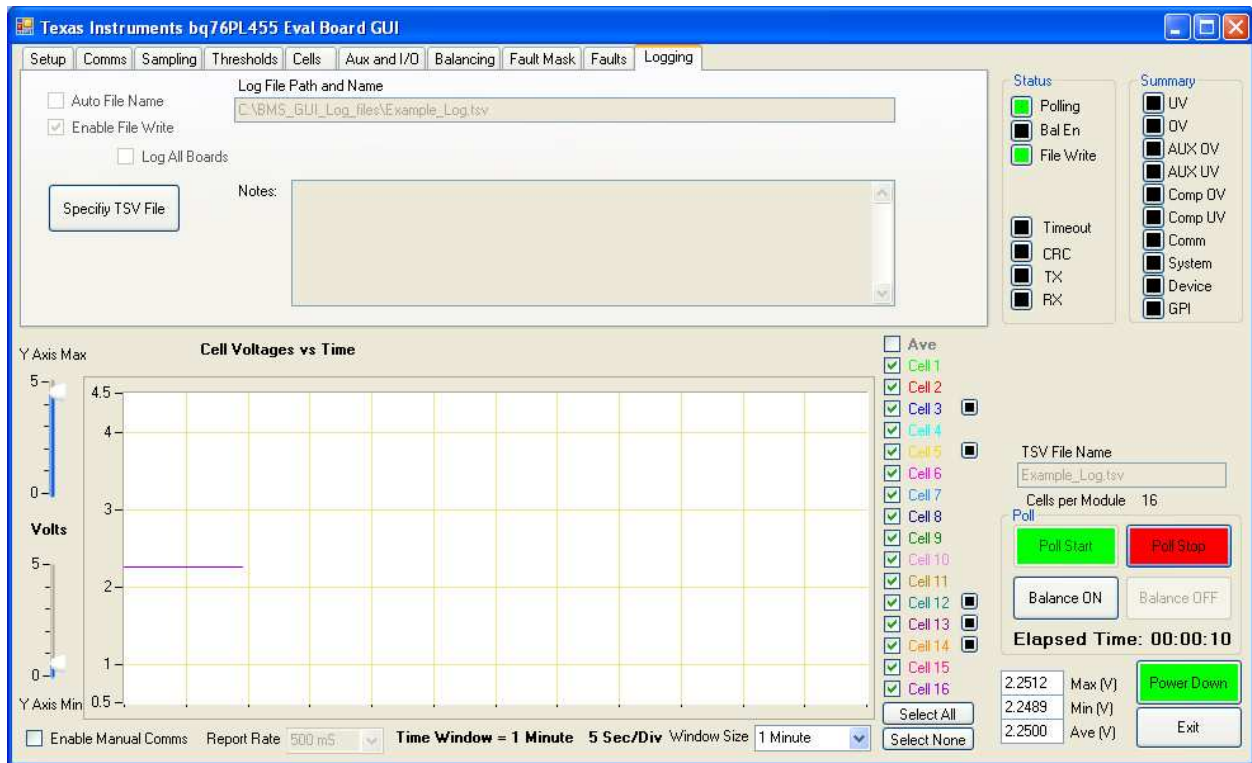 Texas Instruments bq76PL455 Eval Board GUI
Setup Comms Sampling Thresholds Cells Aux and I/O Balancing Fault Mask Faults Logging
Auto File Name
Enable File Write
Log All Boards
Specifiy TSV File
Log File Path and Name
C:\BMS_GUI_Log_files\Example_Log.tsv
Notes:
Status
Polling
Bal En
File Write
Timeout
CRC
TX
RX
Summary
UV
OV
AUX OV
AUX UV
Comp OV
Comp UV
Comm
System
Device
GPI
Y Axis Max
5
0
Volts
5
0
Y Axis Min
Cell Voltages vs Time
4.5
4
3
2
1
0.5
Ave
Cell 1
Cell 2
Cell 3
Cell 4
Cell 5
Cell 6
Cell 7
Cell 8
Cell 9
Cell 10
Cell 11
Cell 12
Cell 13
Cell 14
Cell 15
Cell 16
Select All
Select None
TSV File Name
Example_Log.tsv
Cells per Module 16
Poll
Poll Start Poll Stop
Balance ON Balance OFF
Elapsed Time: 00:00:10
2.2512 Max (V)
2.2489 Min (V)
2.2500 Ave (V)
Power Down
Exit
Enable Manual Comms Report Rate 500 mS Time Window = 1 Minute 5 Sec/Div Window Size 1 Minute